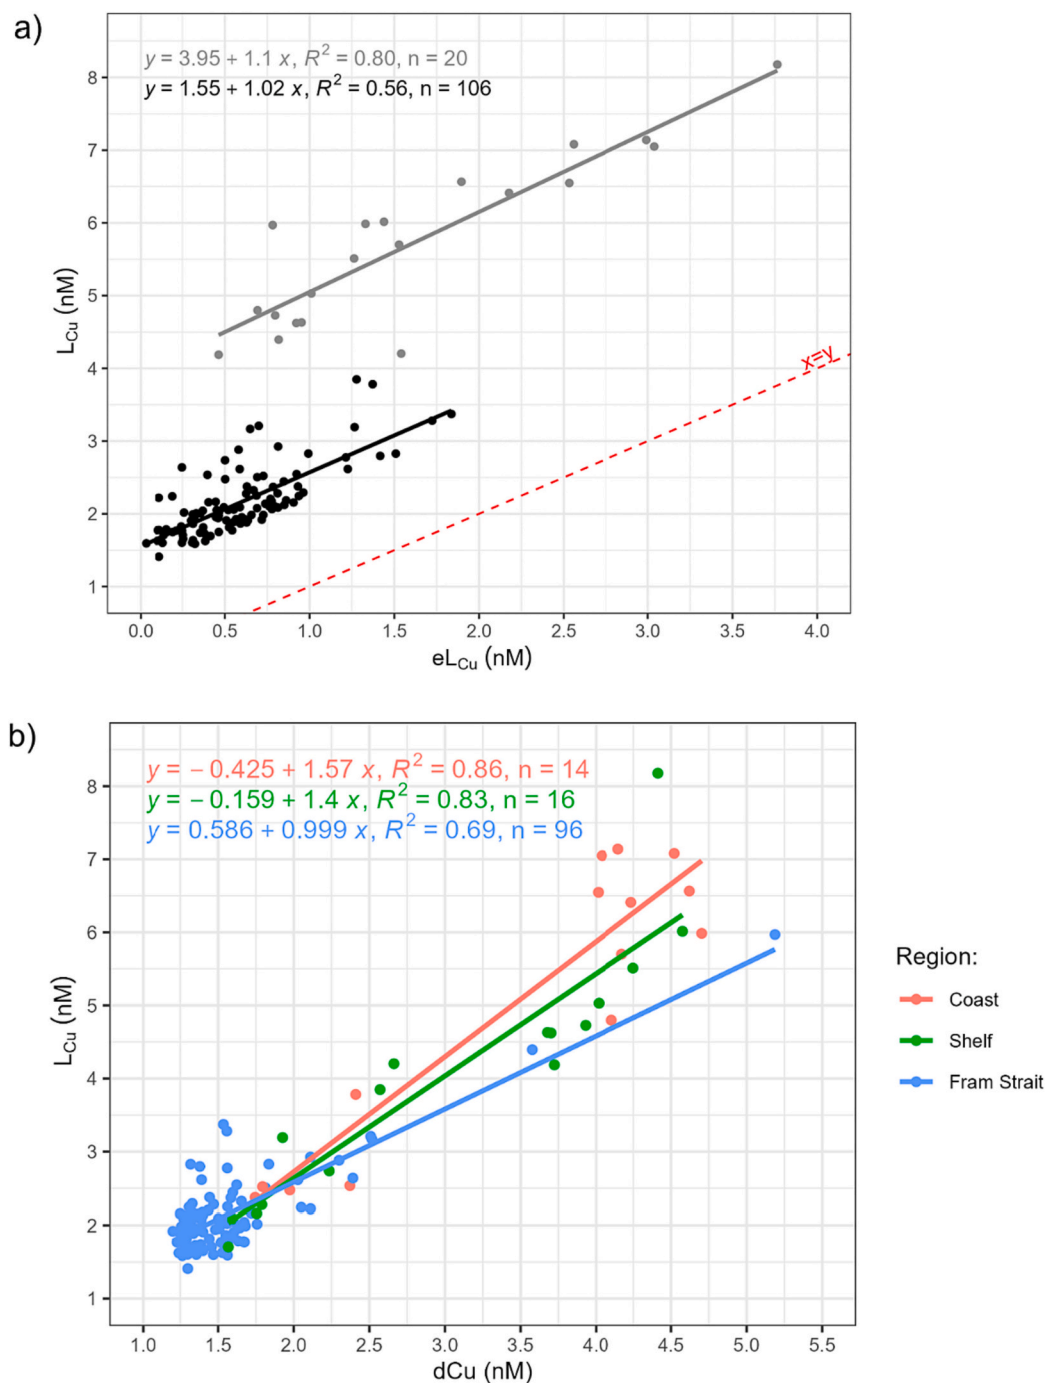 a)
y = 3.95 + 1.1 x, R² = 0.80, n = 20
y = 1.55 + 1.02 x, R² = 0.56, n = 106
8
7
6
5
4
3
2
1
L_Cu (nM)
x=y
0.0 0.5 1.0 1.5 2.0 2.5 3.0 3.5 4.0
eL_Cu (nM)
b)
y = − 0.425 + 1.57 x, R² = 0.86, n = 14
y = − 0.159 + 1.4 x, R² = 0.83, n = 16
y = 0.586 + 0.999 x, R² = 0.69, n = 96
8
7
6
5
4
3
2
1
L_Cu (nM)
Region:
Coast
Shelf
Fram Strait
1.0 1.5 2.0 2.5 3.0 3.5 4.0 4.5 5.0 5.5
dCu (nM)